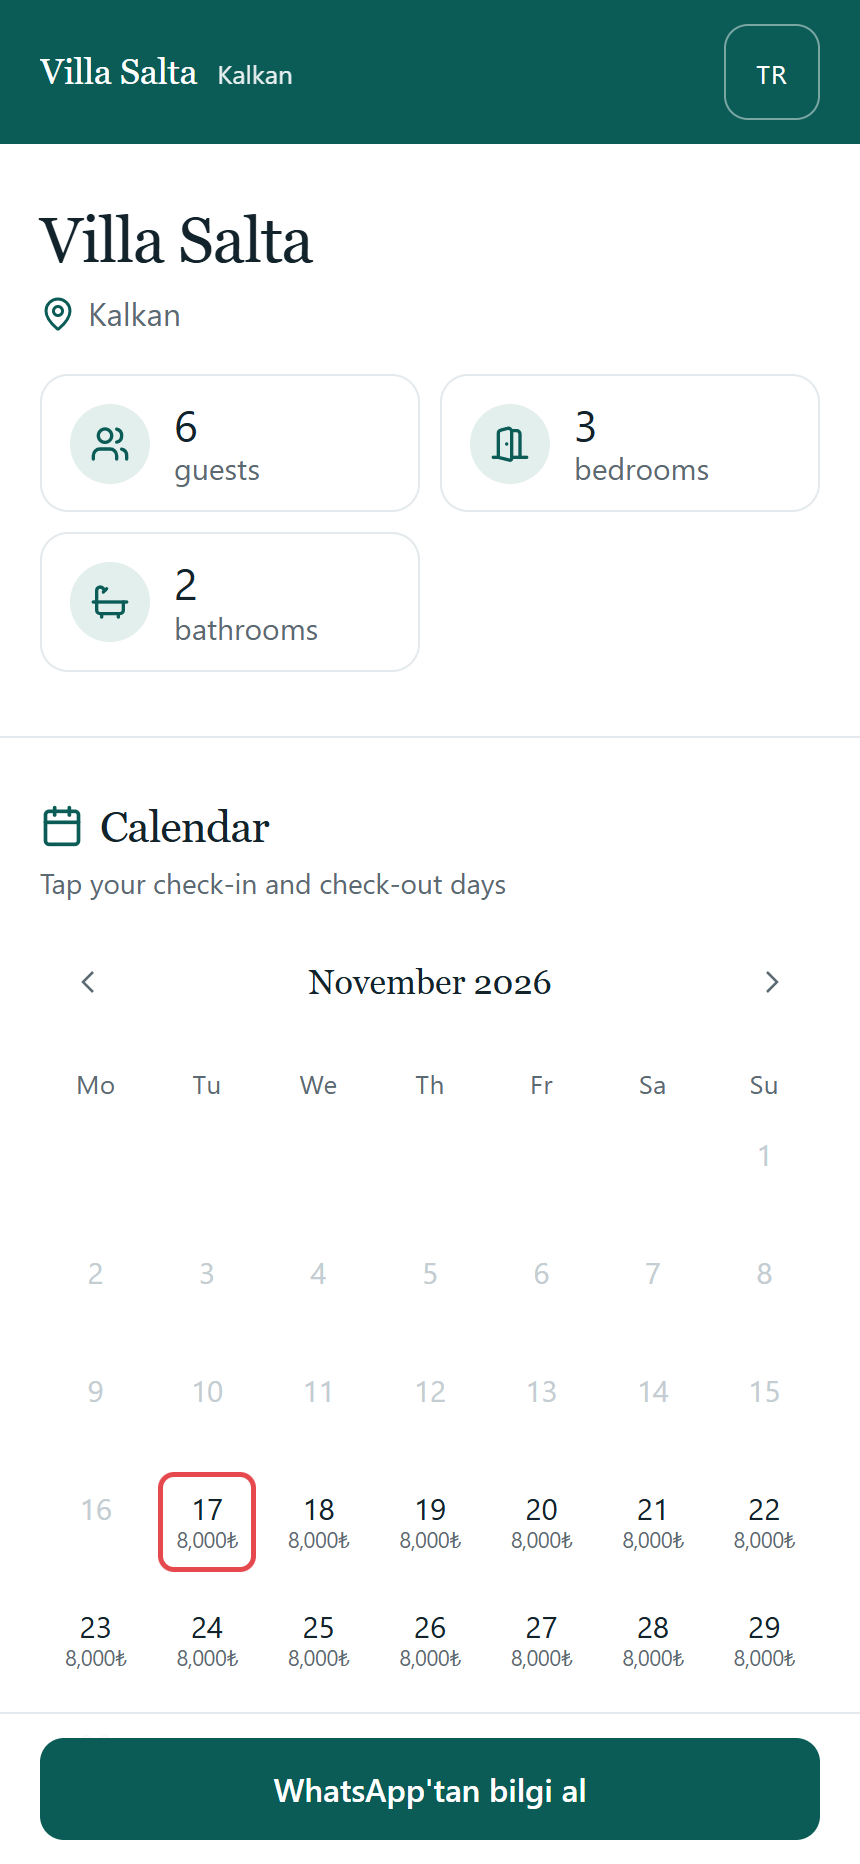 Villa Salta Kalkan
TR
Villa Salta
Kalkan
6
guests
3
bedrooms
2
bathrooms
Calendar
Tap your check-in and check-out days
November 2026
Mo Tu We Th Fr Sa Su
1
2 3 4 5 6 7 8
9 10 11 12 13 14 15
16 17 18 19 20 21 22
8,000₺ 8,000₺ 8,000₺ 8,000₺ 8,000₺ 8,000₺
23 24 25 26 27 28 29
8,000₺ 8,000₺ 8,000₺ 8,000₺ 8,000₺ 8,000₺ 8,000₺
WhatsApp'tan bilgi al